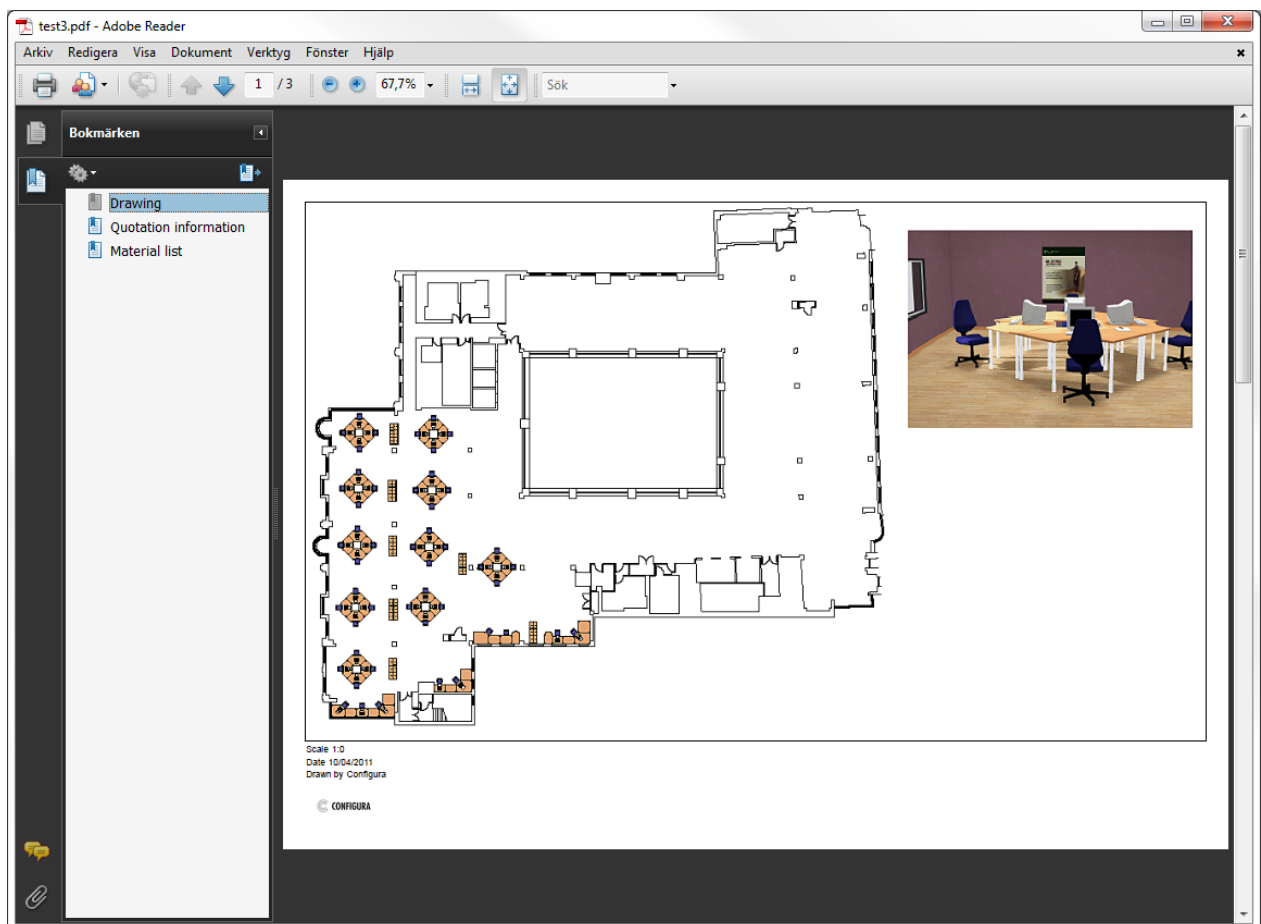 test3.pdf - Adobe Reader
Arkiv Redigera Visa Dokument Verktyg Fönster Hjälp
1 / 3 67,7% Sök
Bokmärken
Drawing
Quotation information
Material list
Scale 1:0
Date 10/04/2011
Drawn by Configura
CONFIGURA